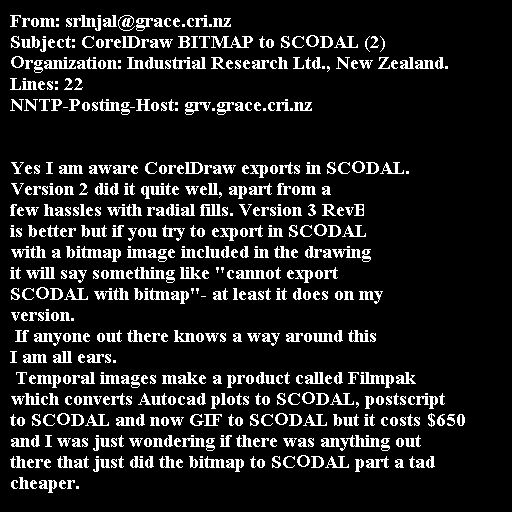 From: srlnjal@grace.cri.nz
Subject: CorelDraw BITMAP to SCODAL (2)
Organization: Industrial Research Ltd., New Zealand.
Lines: 22
NNTP-Posting-Host: grv.grace.cri.nz
Yes I am aware CorelDraw exports in SCODAL.
Version 2 did it quite well, apart from a
few hassles with radial fills. Version 3 RevB
is better but if you try to export in SCODAL
with a bitmap image included in the drawing
it will say something like "cannot export
SCODAL with bitmap"- at least it does on my
version.
If anyone out there knows a way around this
I am all ears.
Temporal images make a product called Filmpak
which converts Autocad plots to SCODAL, postscript
to SCODAL and now GIF to SCODAL but it costs $650
and I was just wondering if there was anything out
there that just did the bitmap to SCODAL part a tad
cheaper.